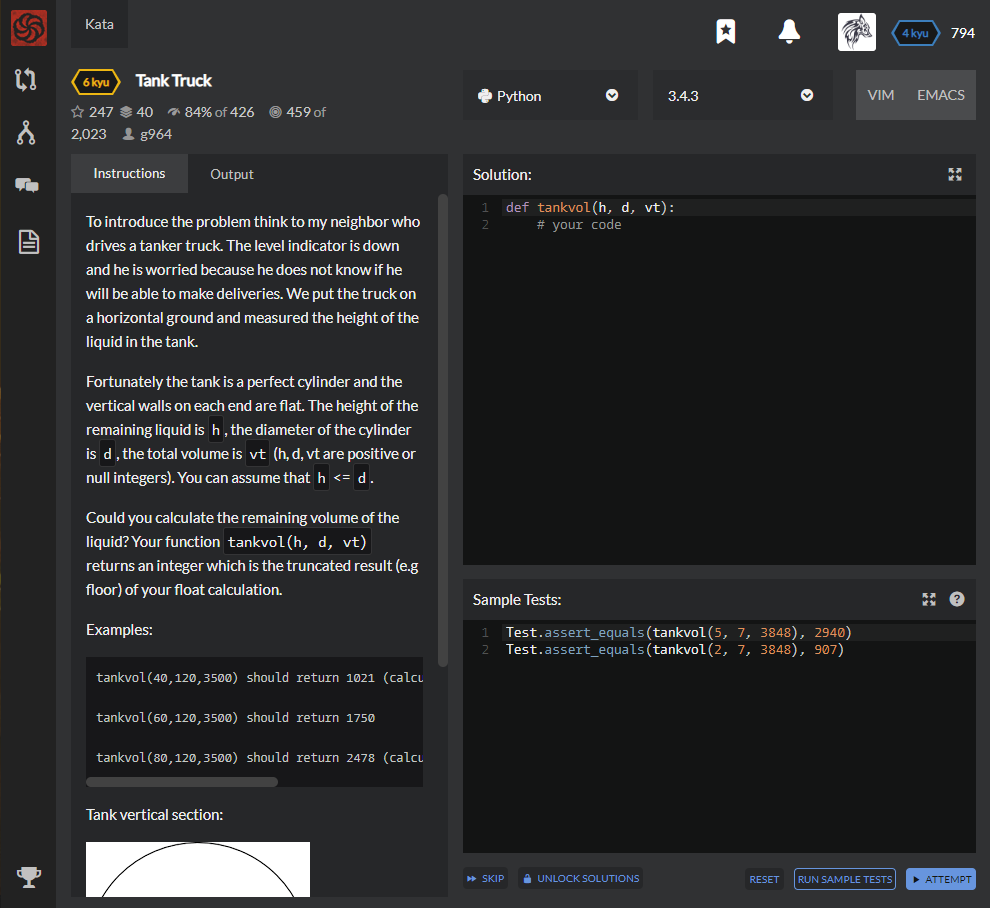 Kata
4 kyu 794
6 kyu Tank Truck
247 40 84% of 426 459 of
2,023 g964
Python
3.4.3
VIM EMACS
Instructions Output
To introduce the problem think to my neighbor who
drives a tanker truck. The level indicator is down
and he is worried because he does not know if he
will be able to make deliveries. We put the truck on
a horizontal ground and measured the height of the
liquid in the tank.
Fortunately the tank is a perfect cylinder and the
vertical walls on each end are flat. The height of the
remaining liquid is h, the diameter of the cylinder
is d, the total volume is vt (h, d, vt are positive or
null integers). You can assume that h <= d.
Could you calculate the remaining volume of the
liquid? Your function tankvol(h, d, vt)
returns an integer which is the truncated result (e.g
floor) of your float calculation.
Examples:
tankvol(40,120,3500) should return 1021 (calcu
tankvol(60,120,3500) should return 1750
tankvol(80,120,3500) should return 2478 (calcu
Tank vertical section:
Solution:
1 def tankvol(h, d, vt):
2 # your code
Sample Tests:
?
1 Test.assert_equals(tankvol(5, 7, 3848), 2940)
2 Test.assert_equals(tankvol(2, 7, 3848), 907)
SKIP UNLOCK SOLUTIONS RESET RUN SAMPLE TESTS ATTEMPT